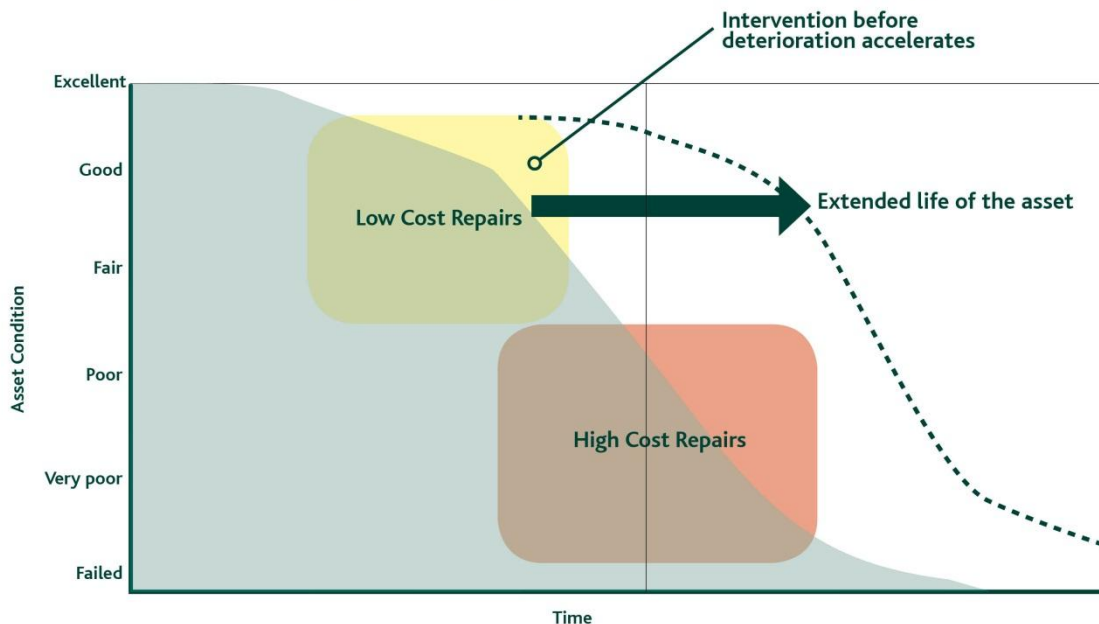 Intervention before
deterioration accelerates
Excellent
Good
Low Cost Repairs
Extended life of the asset
Fair
Asset Condition
Poor
High Cost Repairs
Very poor
Failed
Time